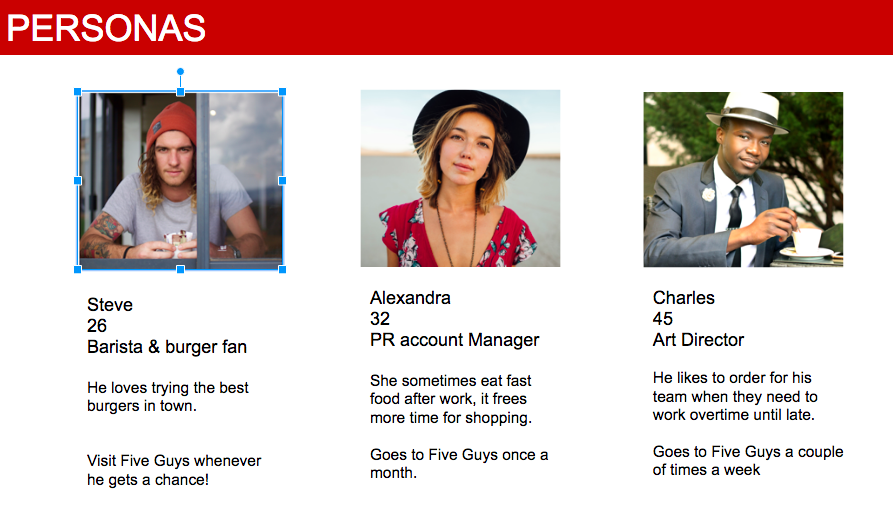 PERSONAS
Steve
26
Barista & burger fan
He loves trying the best
burgers in town.
Visit Five Guys whenever
he gets a chance!
Alexandra
32
PR account Manager
She sometimes eat fast
food after work, it frees
more time for shopping.
Goes to Five Guys once a
month.
Charles
45
Art Director
He likes to order for his
team when they need to
work overtime until late.
Goes to Five Guys a couple
of times a week